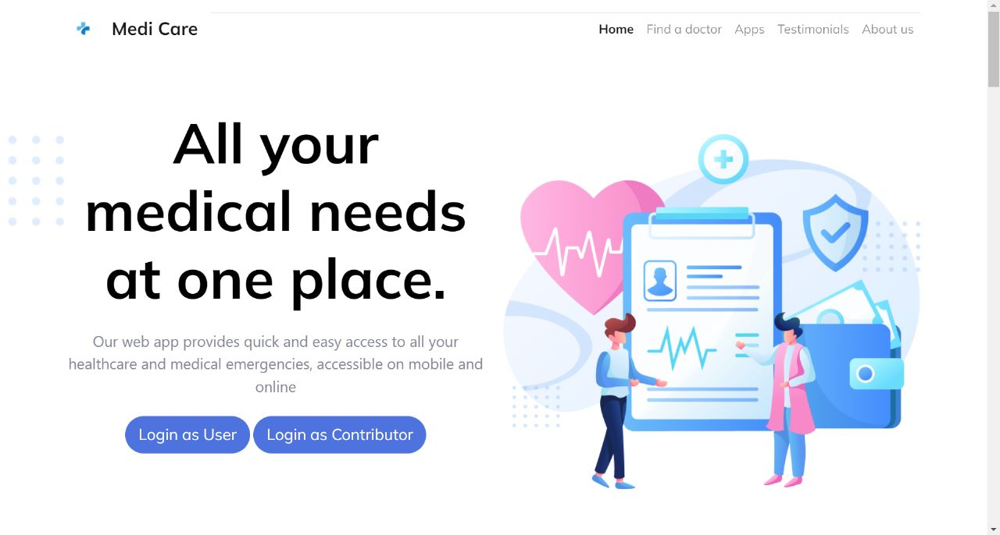 Medi Care
Home Find a doctor Apps Testimonials About us
All your
medical needs
at one place.
Our web app provides quick and easy access to all your
healthcare and medical emergencies, accessible on mobile and
online
Login as User Login as Contributor